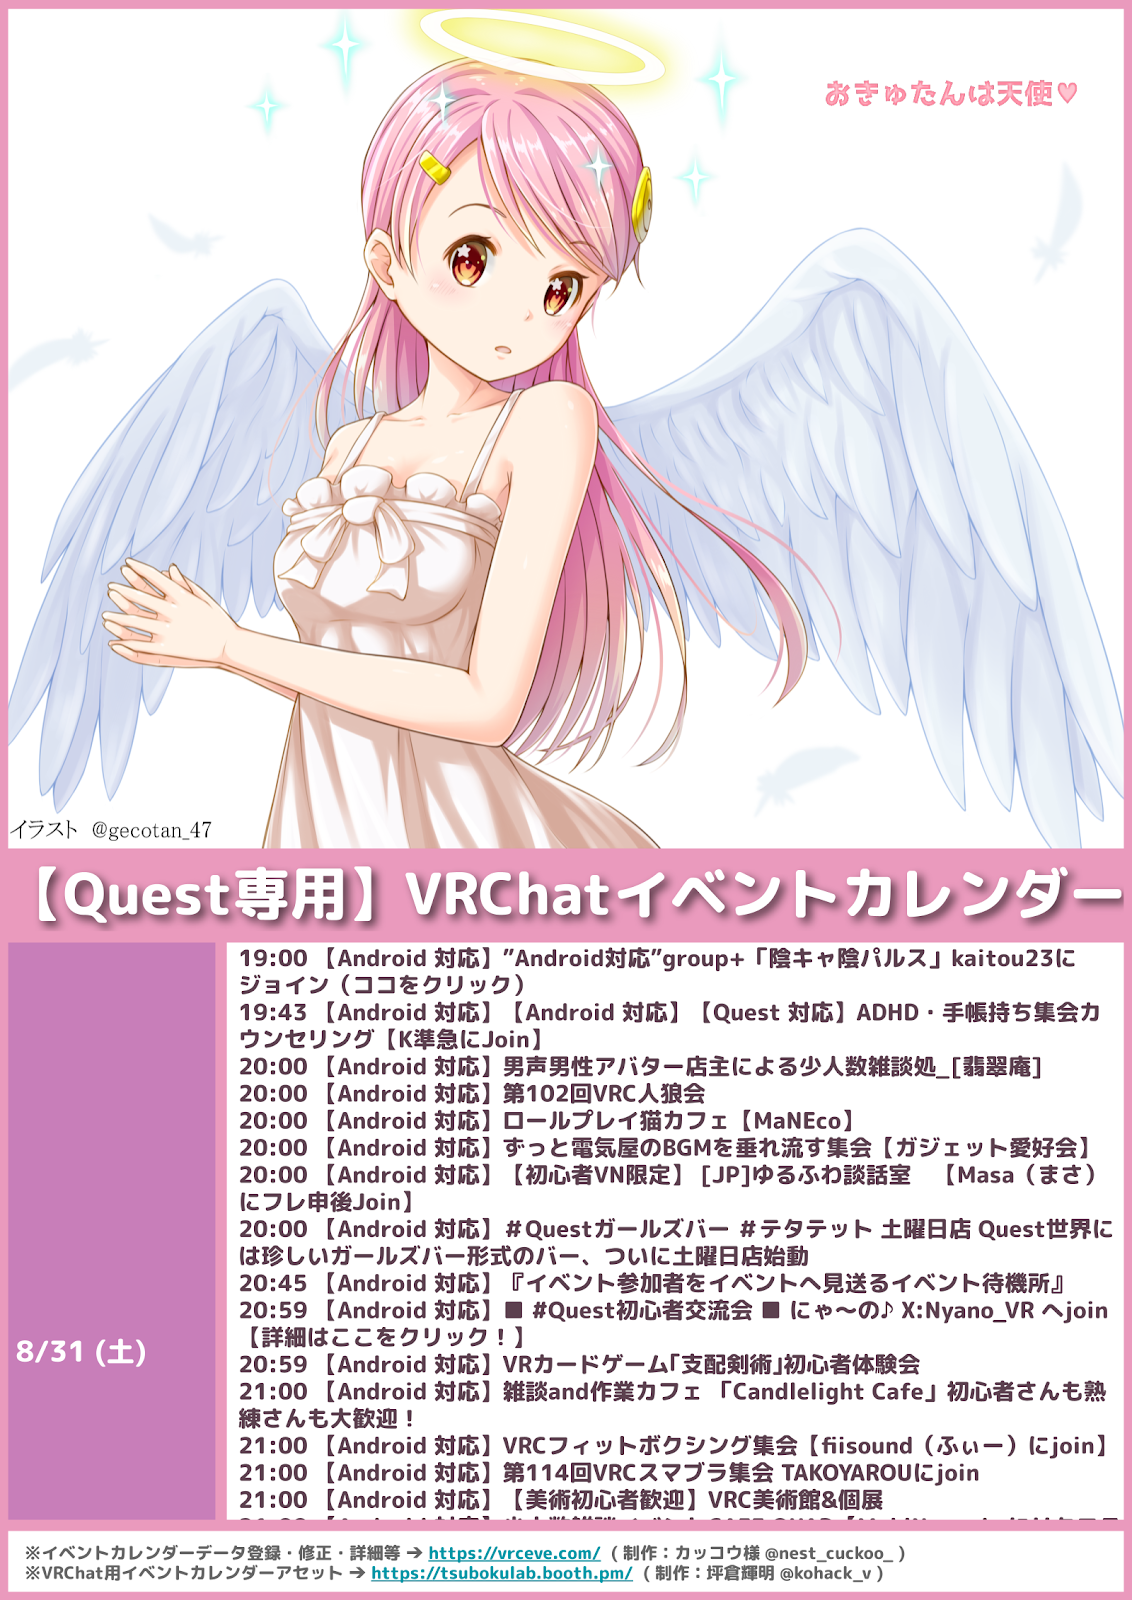 おきゅたんは天使♥
イラスト @gecotan_47
【Quest専用】VRChatイベントカレンダー
8/31 (土)
19:00 【Android 対応】”Android対応”group+「陰キャ陰パルス」kaitou23に
ジョイン（ココをクリック）
19:43 【Android 対応】【Android 対応】【Quest 対応】ADHD・手帳持ち集会カ
ウンセリング【K準急にJoin】
20:00 【Android 対応】男声男性アバター店主による少人数雑談処_[翡翠庵]
20:00 【Android 対応】第102回VRC人狼会
20:00 【Android 対応】ロールプレイ猫カフェ【MaNEco】
20:00 【Android 対応】ずっと電気屋のBGMを垂れ流す集会【ガジェット愛好会】
20:00 【Android 対応】【初心者VN限定】 [JP]ゆるふわ談話室　【Masa（まさ）
にフレ申後Join】
20:00 【Android 対応】＃Questガールズバー ＃テタテット 土曜日店 Quest世界に
は珍しいガールズバー形式のバー、ついに土曜日店始動
20:45 【Android 対応】『イベント参加者をイベントへ見送るイベント待機所』
20:59 【Android 対応】■ #Quest初心者交流会 ■ にゃ～の♪ X:Nyano_VR へjoin
【詳細はここをクリック！】
20:59 【Android 対応】VRカードゲーム｢支配剣術｣初心者体験会
21:00 【Android 対応】雑談and作業カフェ 「Candlelight Cafe」初心者さんも熟
練さんも大歓迎！
21:00 【Android 対応】VRCフィットボクシング集会【fiisound（ふぃー）にjoin】
21:00 【Android 対応】第114回VRCスマブラ集会 TAKOYAROUにjoin
21:00 【Android 対応】【美術初心者歓迎】VRC美術館&個展
※イベントカレンダーデータ登録・修正・詳細等 → https://vrceve.com/ （制作：カッコウ様 @nest_cuckoo_ ）
※VRChat用イベントカレンダーアセット → https://tsubokulab.booth.pm/ （制作：坪倉輝明 @kohack_v ）